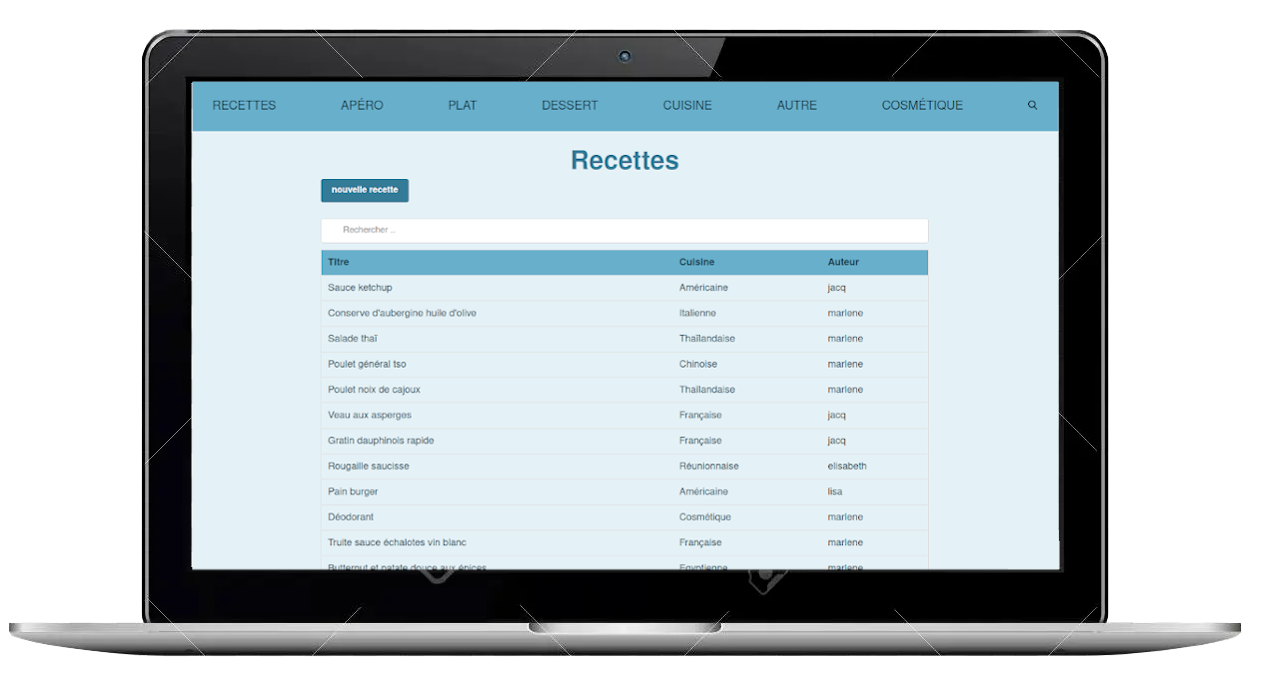 RECETTES APÉRO PLAT DESSERT CUISINE AUTRE COSMÉTIQUE
Recettes
nouvelle recette
Rechercher ..
Titre Cuisine Auteur
Sauce ketchup Américaine jacq
Conserve d'aubergine huile d'olive Italienne marlene
Salade thaï Thaïlandaise marlene
Poulet général tso Chinoise marlene
Poulet noix de cajoux Thaïlandaise marlene
Veau aux asperges Française jacq
Gratin dauphinois rapide Française jacq
Rougaille saucisse Réunionnaise elisabeth
Pain burger Américaine lisa
Déodorant Cosmétique marlene
Truite sauce échalotes vin blanc Française marlene
Butternut et patate douce aux épices Egyptienne marlene